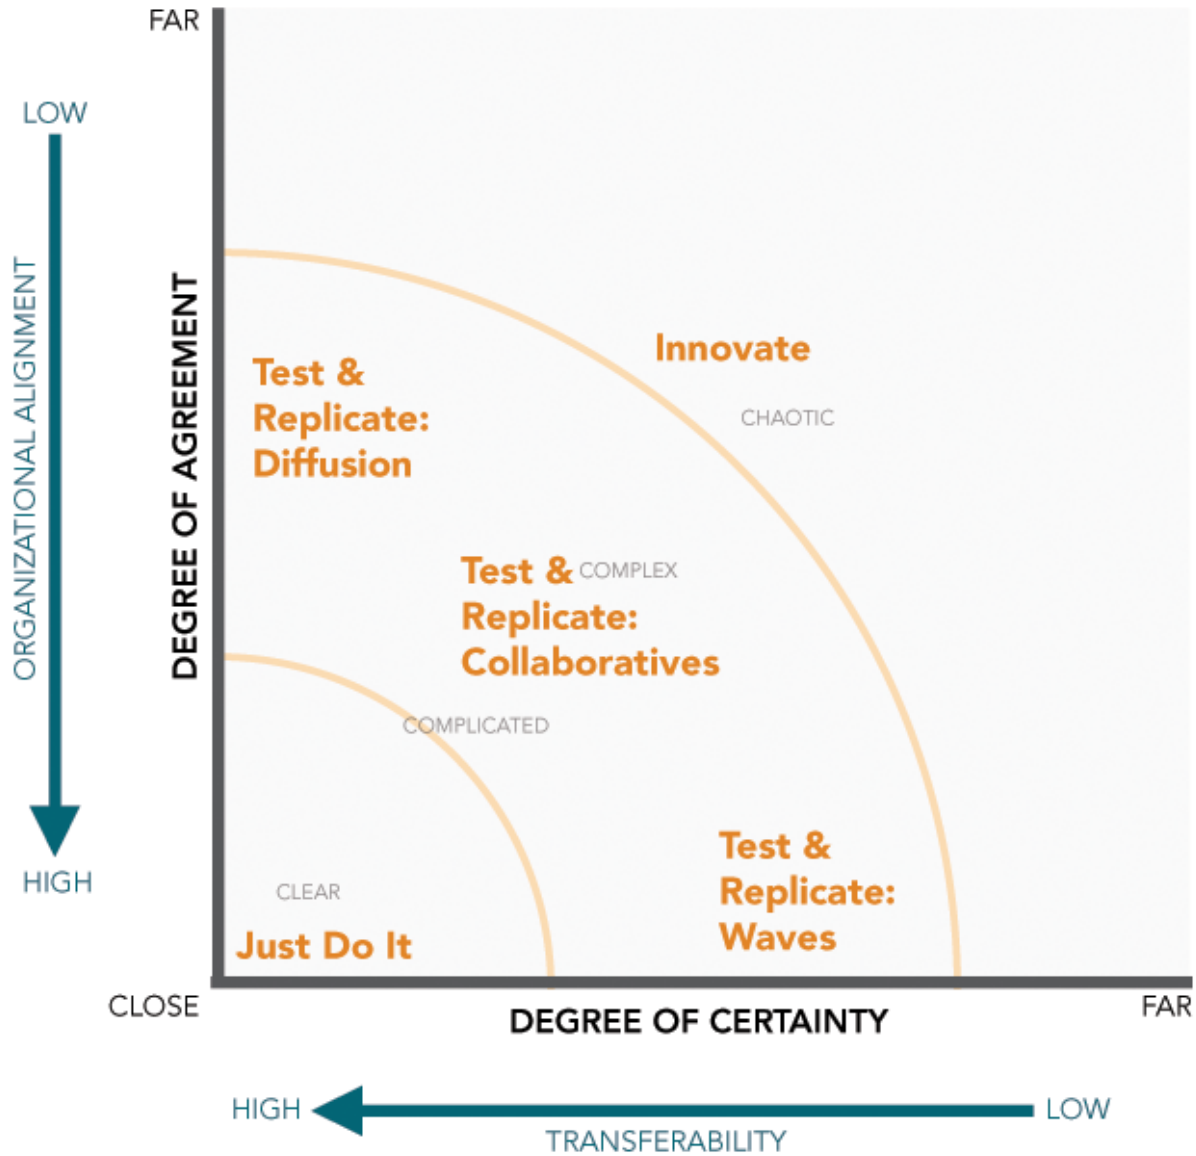 FAR
LOW
ORGANIZATIONAL ALIGNMENT
HIGH
DEGREE OF AGREEMENT
Innovate
CHAOTIC
Test &
Replicate:
Diffusion
Test &
Replicate:
Collaboratives
COMPLEX
COMPLICATED
Test &
Replicate:
Waves
CLEAR
Just Do It
CLOSE
DEGREE OF CERTAINTY
FAR
HIGH
LOW
TRANSFERABILITY